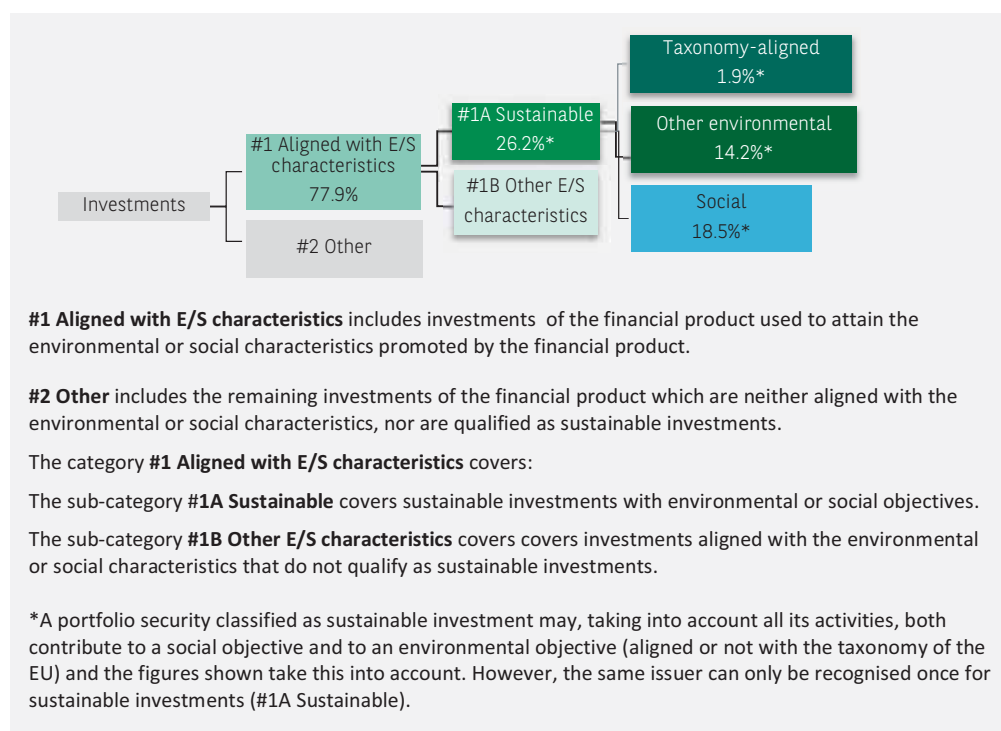 Taxonomy-aligned
1.9%*
#1A Sustainable
26.2%*
Other environmental
14.2%*
#1 Aligned with E/S
characteristics
77.9%
#1B Other E/S
characteristics
Investments
Social
18.5%*
#2 Other
#1 Aligned with E/S characteristics includes investments of the financial product used to attain the
environmental or social characteristics promoted by the financial product.
#2 Other includes the remaining investments of the financial product which are neither aligned with the
environmental or social characteristics, nor are qualified as sustainable investments.
The category #1 Aligned with E/S characteristics covers:
The sub-category #1A Sustainable covers sustainable investments with environmental or social objectives.
The sub-category #1B Other E/S characteristics covers covers investments aligned with the environmental
or social characteristics that do not qualify as sustainable investments.
*A portfolio security classified as sustainable investment may, taking into account all its activities, both
contribute to a social objective and to an environmental objective (aligned or not with the taxonomy of the
EU) and the figures shown take this into account. However, the same issuer can only be recognised once for
sustainable investments (#1A Sustainable).